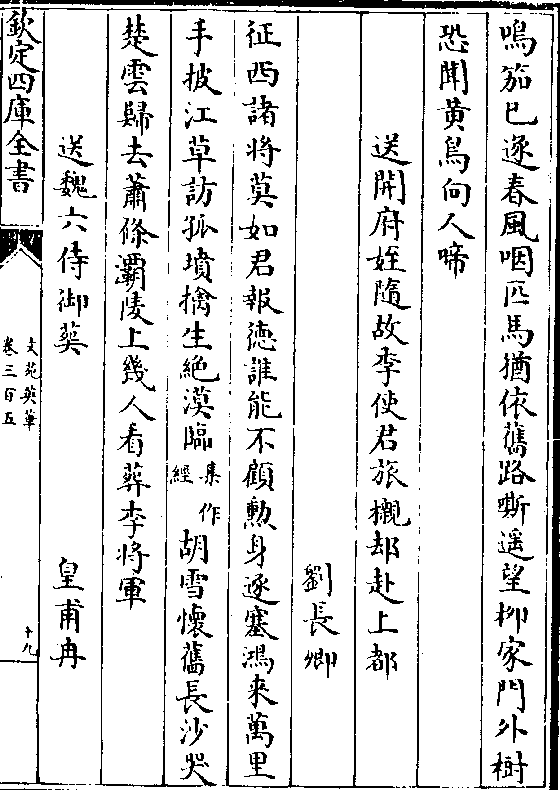 鳴笳已逐春風咽匹馬猶依舊路嘶遥望柳家門外樹
恐聞黄鳥向人啼
送開府姪隨故李使君旅櫬却赴上都
劉長卿
征西諸將莫如君報徳誰能不顧勲身逐塞鴻来萬里
手披江草訪孤墳擒生絶漠臨集作經胡雪懷舊長沙哭
楚雲歸去蕭條灞陵上幾人看葬李將軍
送魏六侍御葬
皇甫冉
欽定四庫全書
文苑英華
卷三百五
十九